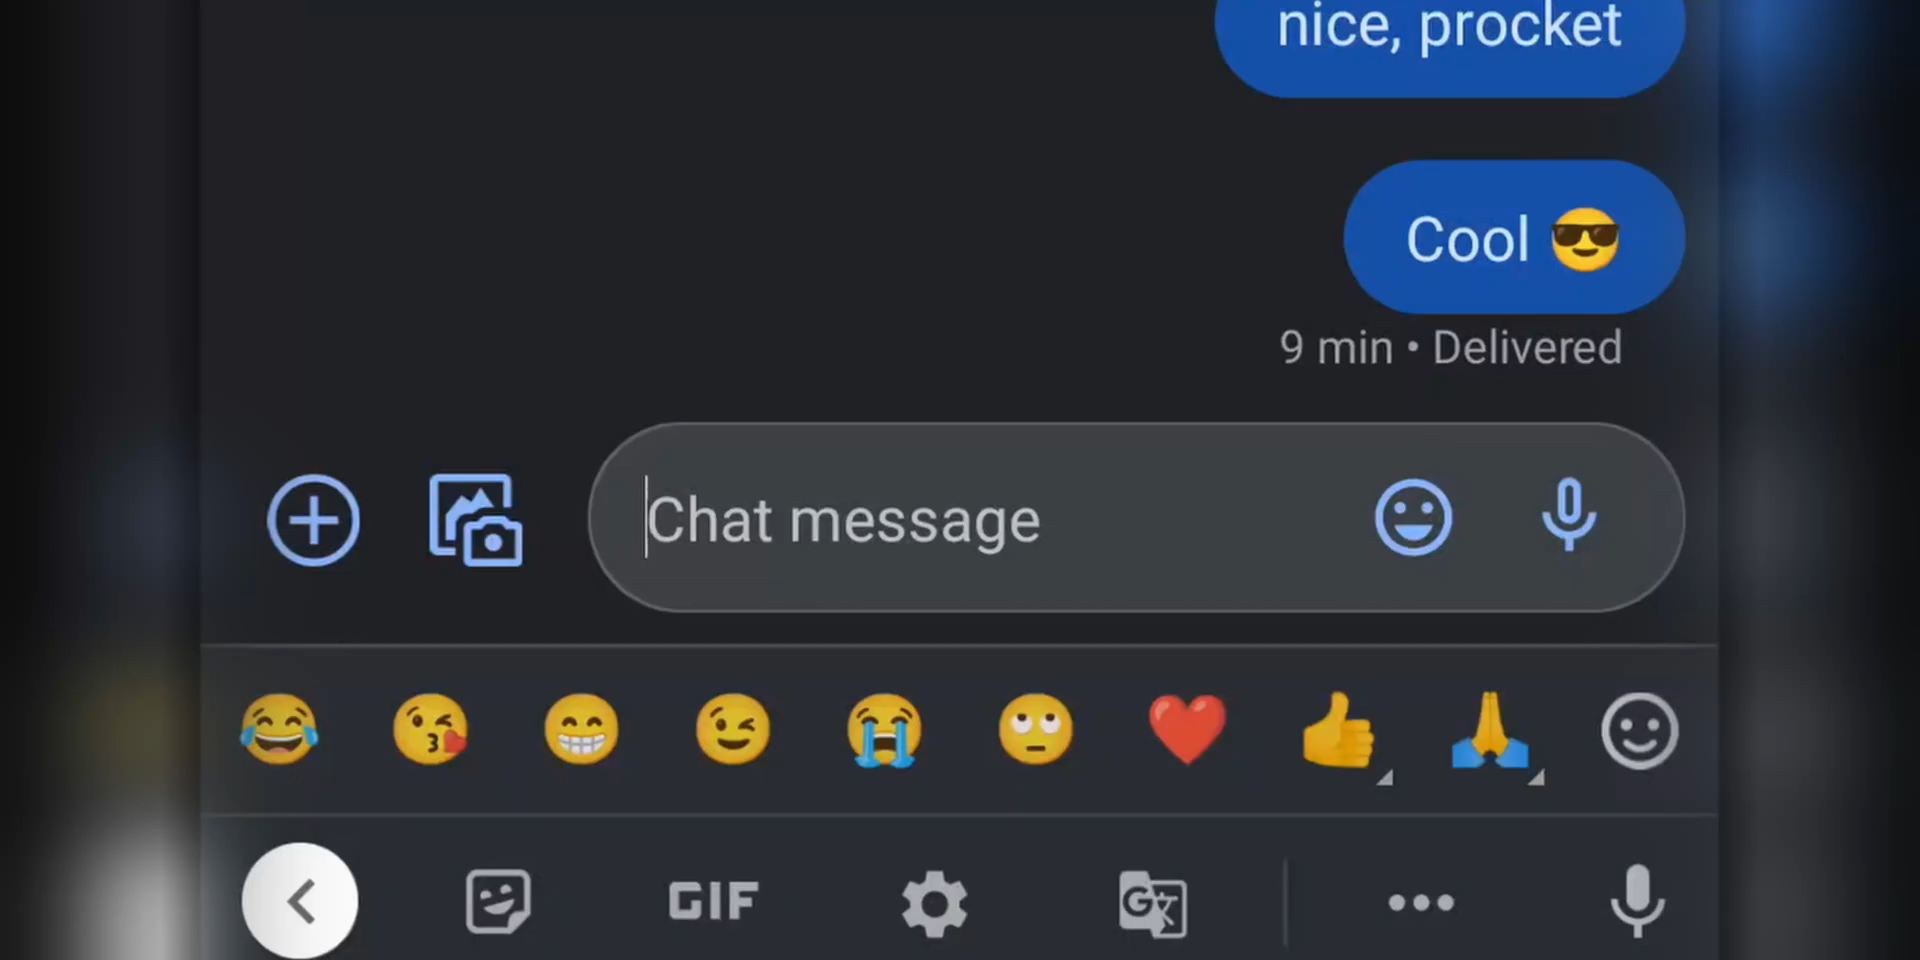 nice, procket
Cool 😎
9 min • Delivered
Chat message
GIF